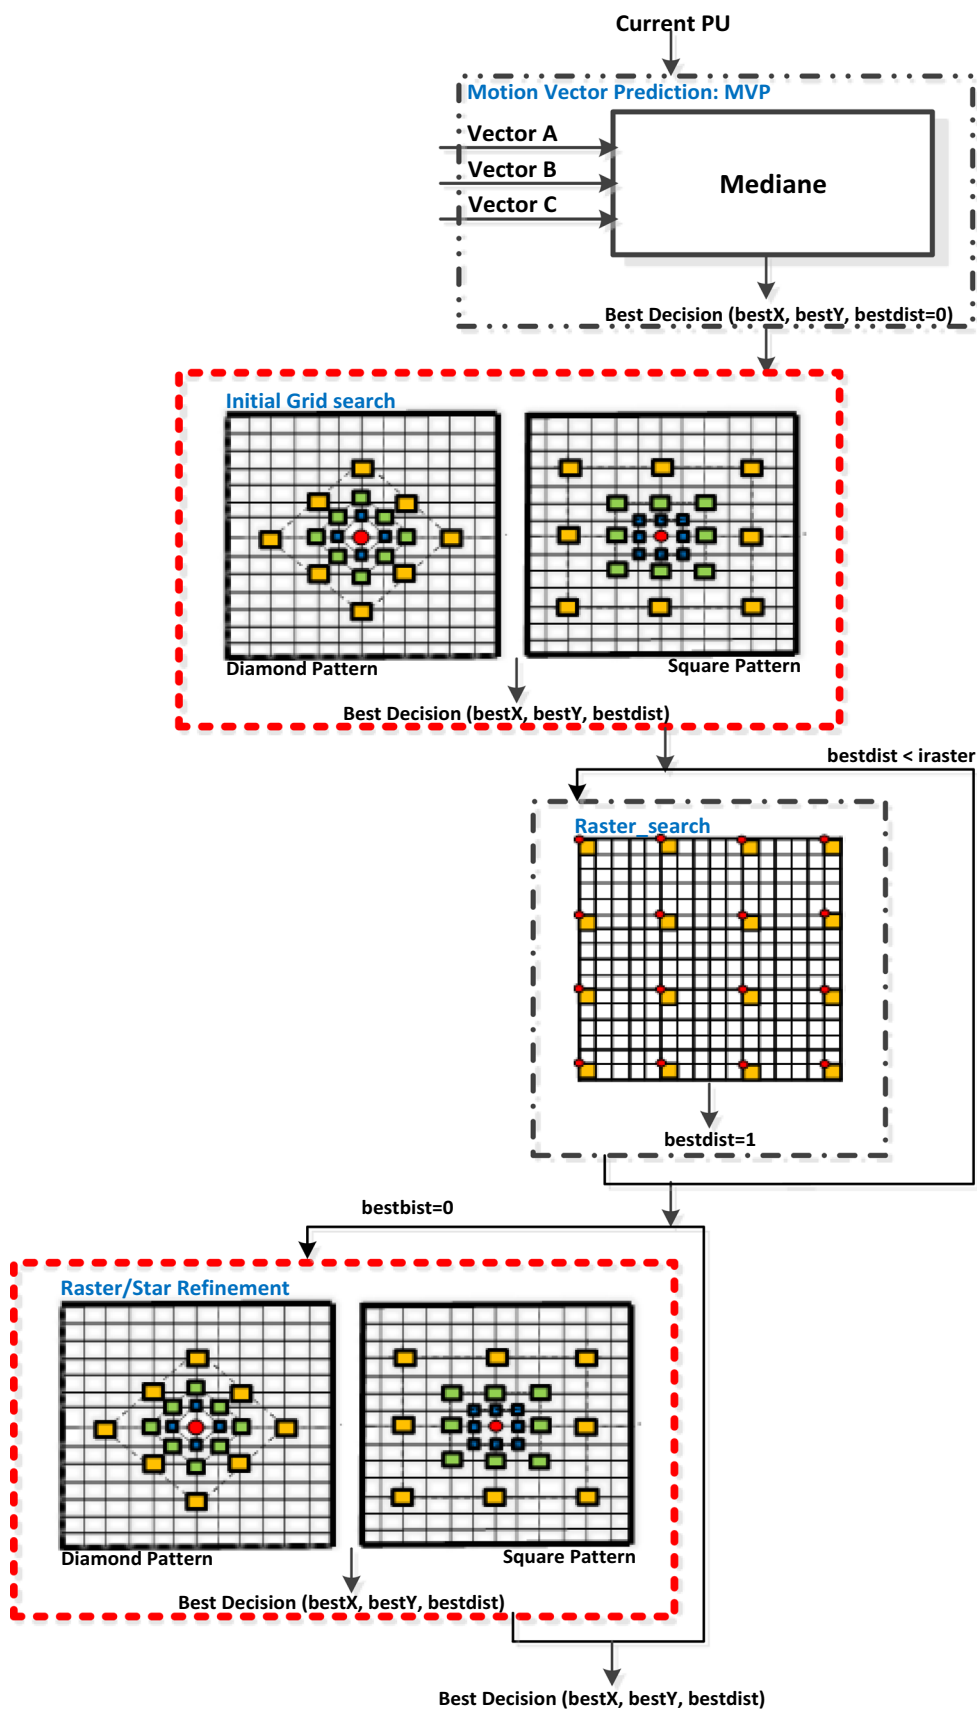 Current PU
Motion Vector Prediction: MVP
Vector A
Vector B
Vector C
Mediane
Best Decision (bestX, bestY, bestdist=0)
Initial Grid search
Diamond Pattern
Square Pattern
Best Decision (bestX, bestY, bestdist)
bestdist < iraster
Raster_search
bestdist=1
bestbist=0
Raster/Star Refinement
Diamond Pattern
Square Pattern
Best Decision (bestX, bestY, bestdist)
Best Decision (bestX, bestY, bestdist)